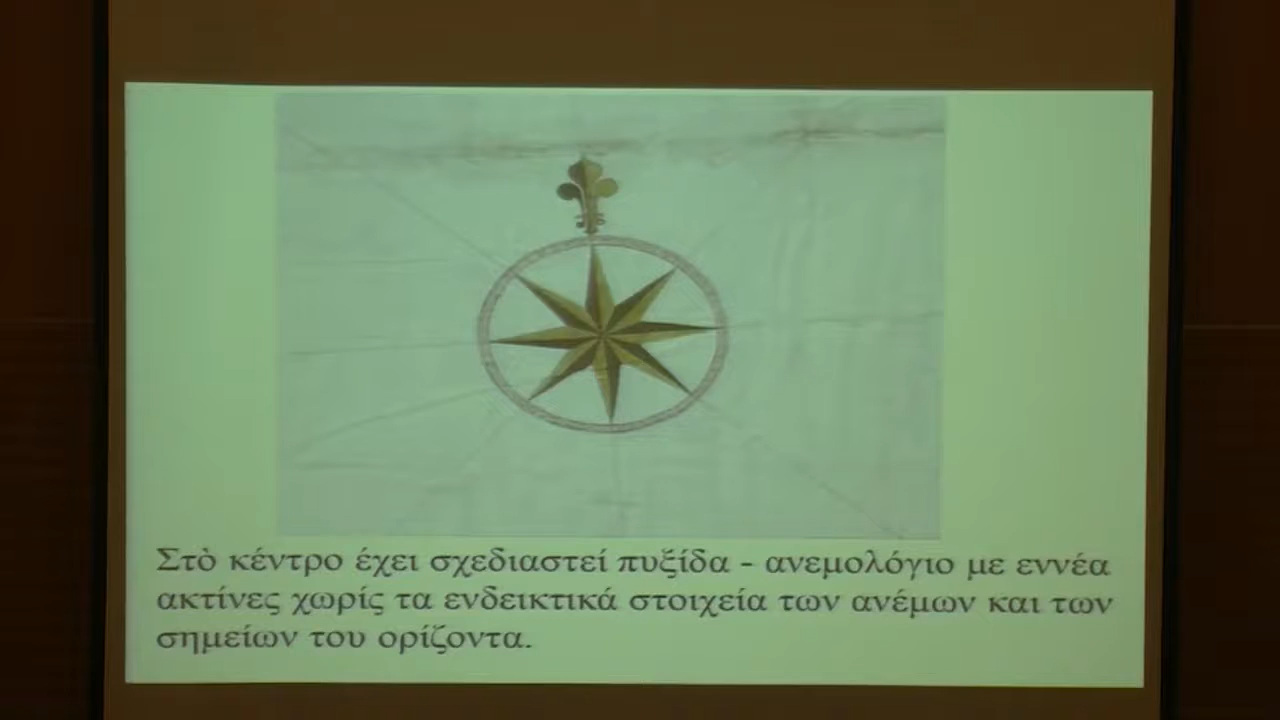 Στὸ κέντρο έχει σχεδιαστεί πυξίδα - ανεμολόγιο με εννέα
ακτίνες χωρίς τα ενδεικτικά στοιχεία των ανέμων και των
σημείων του ορίζοντα.